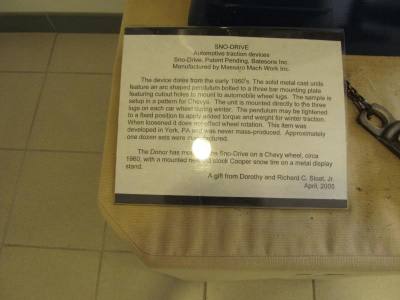 SNO-DRIVE
Automotive traction devices
Sno-Drive, Patent Pending, Batesons Inc.
Manufactured by Massaro Mach Work Inc.
The device dates from the early 1960's. The solid metal cast units
feature an arc shaped pendulum bolted to a three bar mounting plate
featuring cutout holes to mount to automobile wheel lugs. The sample is
setup in a pattern for Chevys. The unit is mounted directly to the three
lugs on each car wheel during winter. The pendulum may be tightened
to a fixed position to apply added torque and weight for winter traction.
When loosened it does not effect wheel rotation. This item was
developed in York, PA and was never mass-produced. Approximately
one dozen sets were
The Donor has the Sno-Drive on a Chevy wheel, circa
1960, with a mounted new old stock Cooper snow tire on a metal display
stand.
A gift from Dorothy and Richard C. Sloat, Jr.
April, 2005